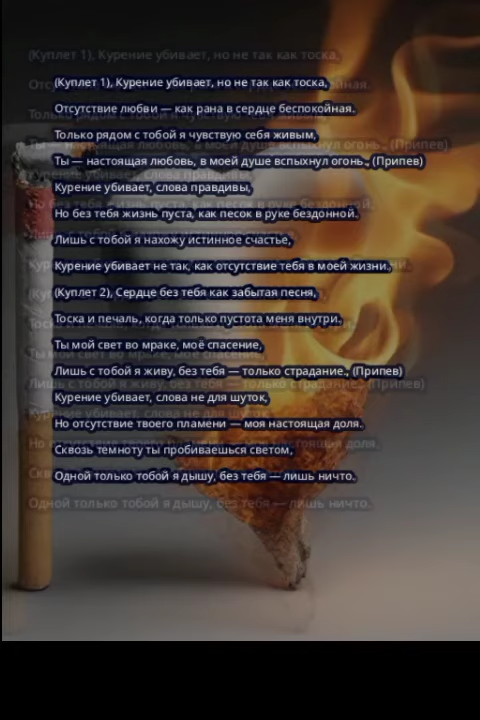 (Куплет 1), Курение убивает, но не так как тоска,
Отсутствие любви — как рана в сердце беспокойная.
Только рядом с тобой я чувствую себя живым,
Ты — настоящая любовь, в моей душе вспыхнул огонь., (Припев)
Курение убивает, слова правдивы,
Но без тебя жизнь пуста, как песок в руке бездонной.
Лишь с тобой я нахожу истинное счастье,
Курение убивает не так, как отсутствие тебя в моей жизни.
(Куплет 2), Сердце без тебя как забытая песня,
Тоска и печаль, когда только пустота меня внутри.
Ты мой свет во мраке, моё спасение,
Лишь с тобой я живу, без тебя — только страдание., (Припев)
Курение убивает, слова не для шуток,
Но отсутствие твоего пламени — моя настоящая доля.
Сквозь темноту ты пробиваешься светом,
Одной только тобой я дышу, без тебя — лишь ничто.